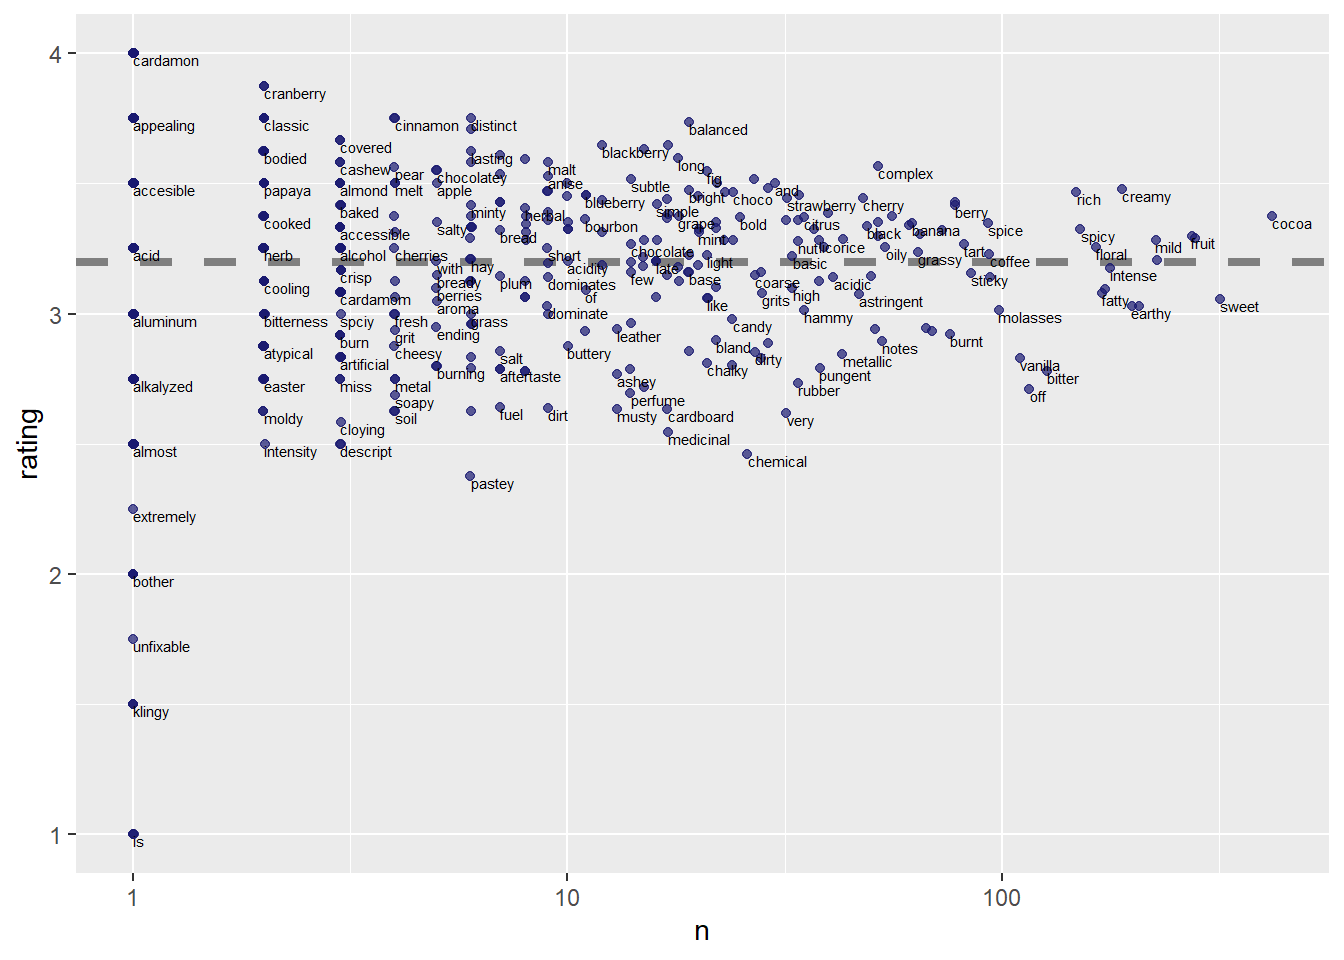 4
cardamon
cranberry
appealing
classic
cinnamon
distinct
balanced
bodied
covered
lasting
blackberry
long
cashew
pear
malt
complex
accesible
papaya
almond
melt
chocolatey
apple
anise
subtle
fig
bright
choco
and
rich
creamy
cooked
baked
minty
herbal
blueberry
simple
strawberry
cherry
berry
accessible
salty
bread
bourbon
grape
mint
bold
citrus
black
banana
spice
spicy
cocoa
acid
herb
alcohol
cherries
short
chocolate
nut
licorice
oily
tart
mild
fruit
with
hay
acidity
late
light
basic
grassy
coffee
floral
cooling
crisp
bready
plum
dominates
few
base
coarse
high
acidic
sticky
intense
cardamom
berries
of
like
grits
astringent
fatty
sweet
3
aluminum
bitterness
spciy
fresh
aroma
grass
dominate
candy
hammy
molasses
earthy
burn
grit
ending
leather
atypical
artificial
cheesy
salt
buttery
bland
dirty
notes
burnt
alkalyzed
easter
miss
metal
burning
aftertaste
ashey
chalky
metallic
pungent
vanilla
bitter
moldy
soapy
soil
fuel
dirt
perfume
musty
cardboard
rubber
very
off
cloying
almost
intensity
descript
medicinal
chemical
pastey
extremely
2
bother
unfixable
klingy
1
is
1
10
100
n
rating